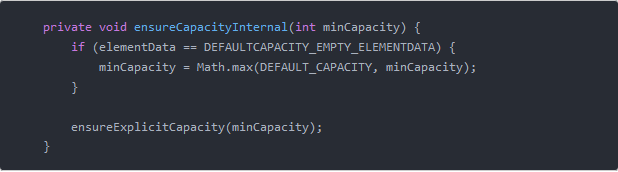 private void ensureCapacityInternal(int minCapacity) {
    if (elementData == DEFAULTCAPACITY_EMPTY_ELEMENTDATA) {
        minCapacity = Math.max(DEFAULT_CAPACITY, minCapacity);
    }

    ensureExplicitCapacity(minCapacity);
}